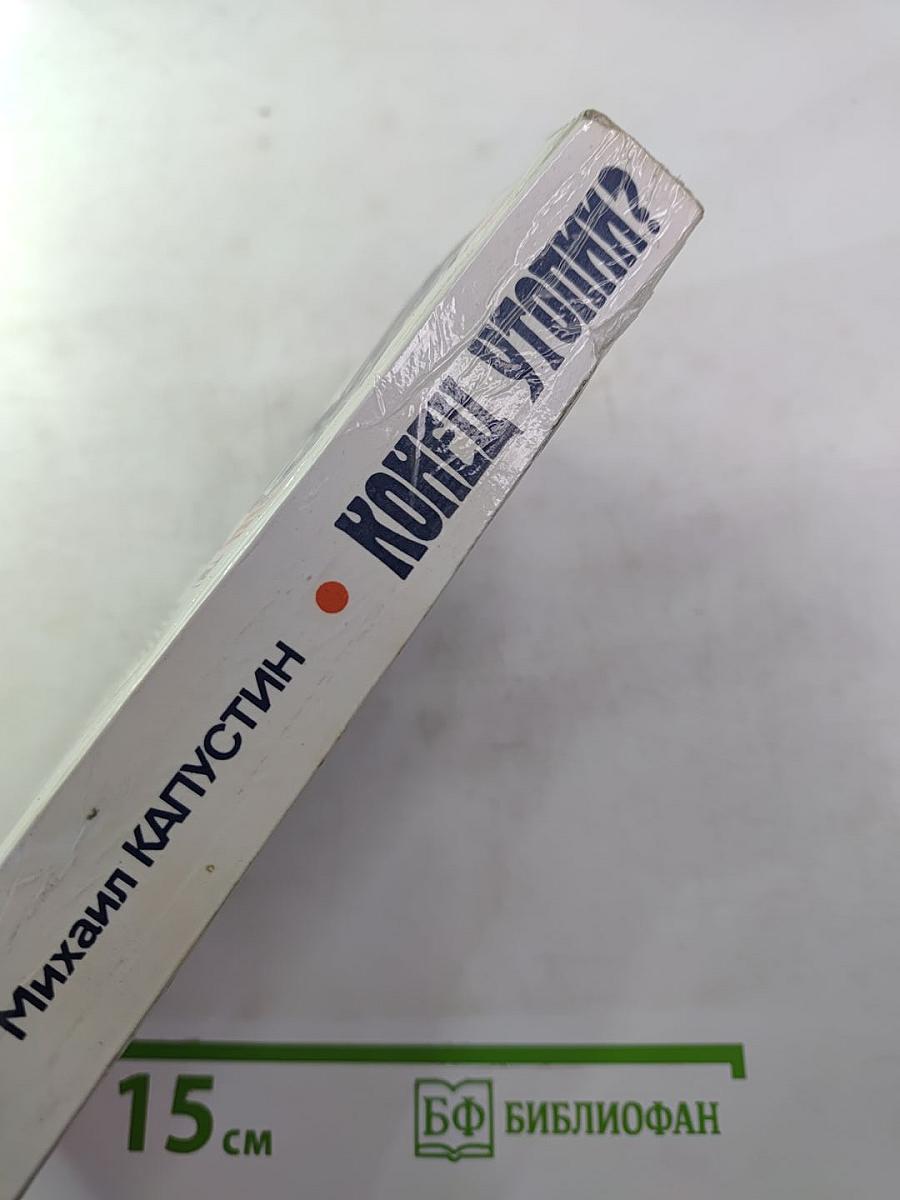 Михаил КАПУСТИН • КОНЕЦ УТОПИИ?
15 см
БФ БИБЛИОФАН